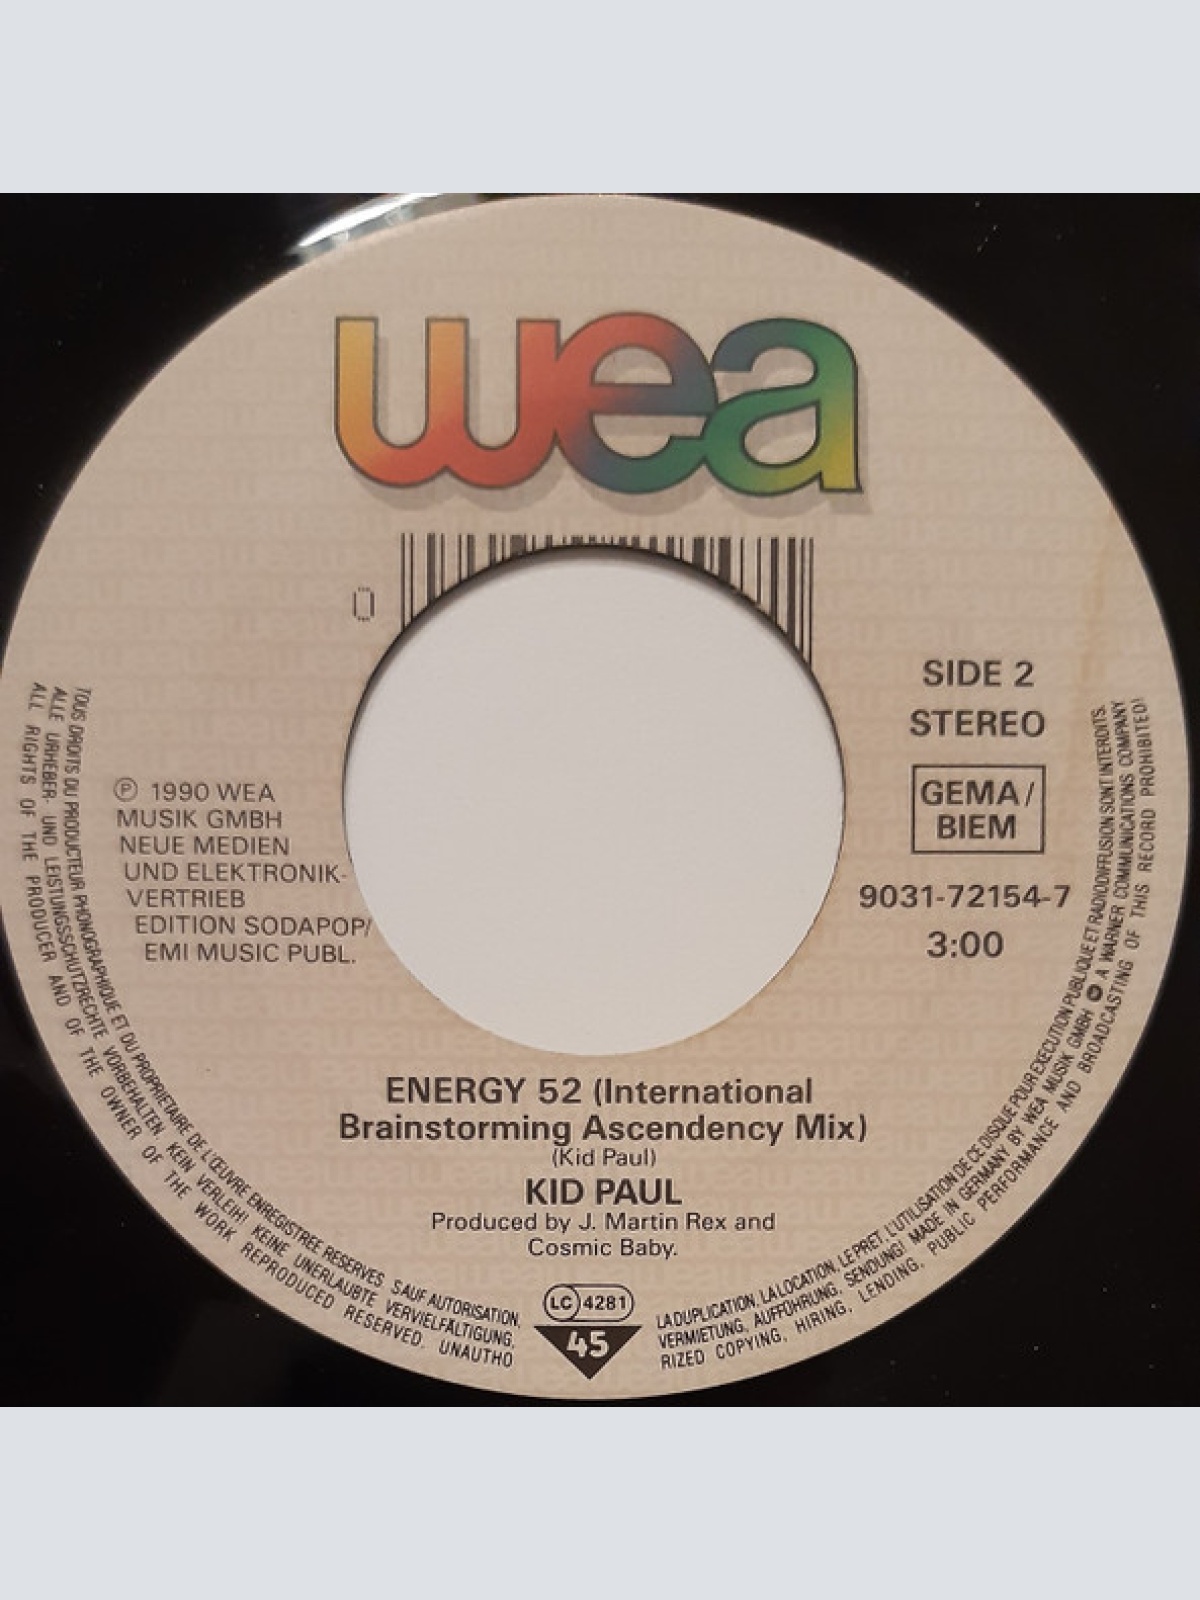 wea
0
SIDE 2
STEREO
GEMA/
BIEM
9031-72154-7
3:00
℗ 1990 WEA
MUSIK GMBH
NEUE MEDIEN
UND ELEKTRONIK-
VERTRIEB
EDITION SODAPOP/
EMI MUSIC PUBL.
ENERGY 52 (International
Brainstorming Ascendency Mix)
(Kid Paul)
KID PAUL
Produced by J. Martin Rex and
Cosmic Baby.
LC 4281
45
TOUS DROITS DU PRODUCTEUR PHONOGRAPHIQUE ET DU PROPRIETAIRE DE L'ŒUVRE ENREGISTREE RESERVES. SAUF AUTORISATION, LA DUPLICATION, LA LOCATION, LE PRET, L'UTILISATION DE CE DISQUE POUR EXECUTION PUBLIQUE ET RADIODIFFUSION SONT INTERDITS.
ALLE URHEBER- UND LEISTUNGSSCHUTZRECHTE VORBEHALTEN. KEIN VERLEIH! KEINE UNERLAUBTE VERVIELFÄLTIGUNG, VERMIETUNG, AUFFÜHRUNG, SENDUNG! MADE IN GERMANY BY WEA MUSIK GMBH A WARNER COMMUNICATIONS COMPANY
ALL RIGHTS OF THE PRODUCER AND OF THE OWNER OF THE WORK REPRODUCED RESERVED. UNAUTHORIZED COPYING, HIRING, LENDING, PUBLIC PERFORMANCE AND BROADCASTING OF THIS RECORD PROHIBITED!